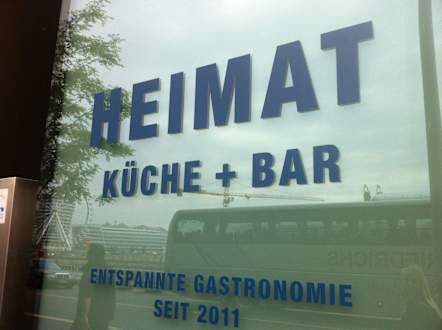 HEIMAT
KÜCHE + BAR
ENTSPANNTE GASTRONOMIE
SEIT 2011